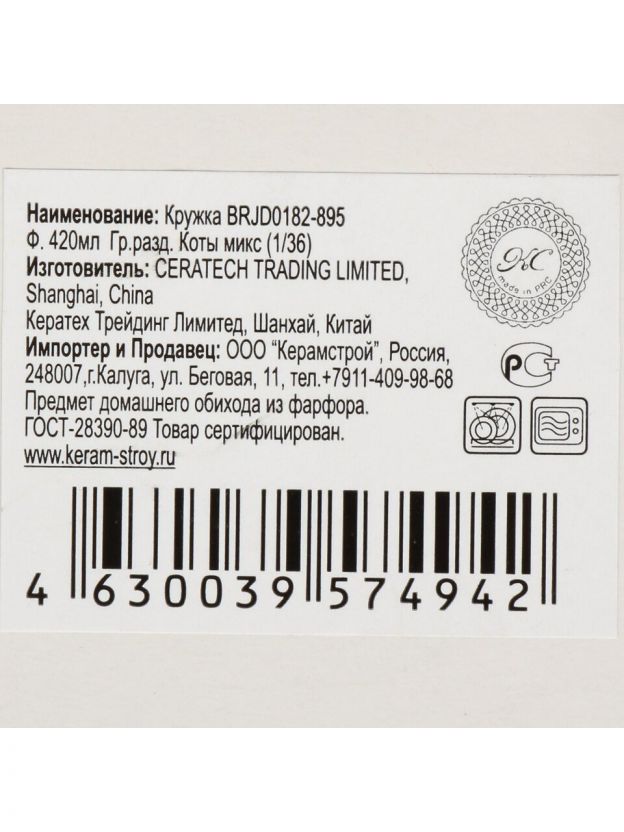 Наименование: Кружка BRJD0182-895
Ф. 420мл Гр.разд. Коты микс (1/36)
Изготовитель: CERATECH TRADING LIMITED,
Shanghai, China
Кератех Трейдинг Лимитед, Шанхай, Китай
Импортер и Продавец: ООО "Керамстрой", Россия,
248007,г.Калуга, ул. Беговая, 11, тел.+7911-409-98-68
Предмет домашнего обихода из фарфора.
ГОСТ-28390-89 Товар сертифицирован.
www.keram-stroy.ru
КС
made in PRC
РСТ
4 630039 574942